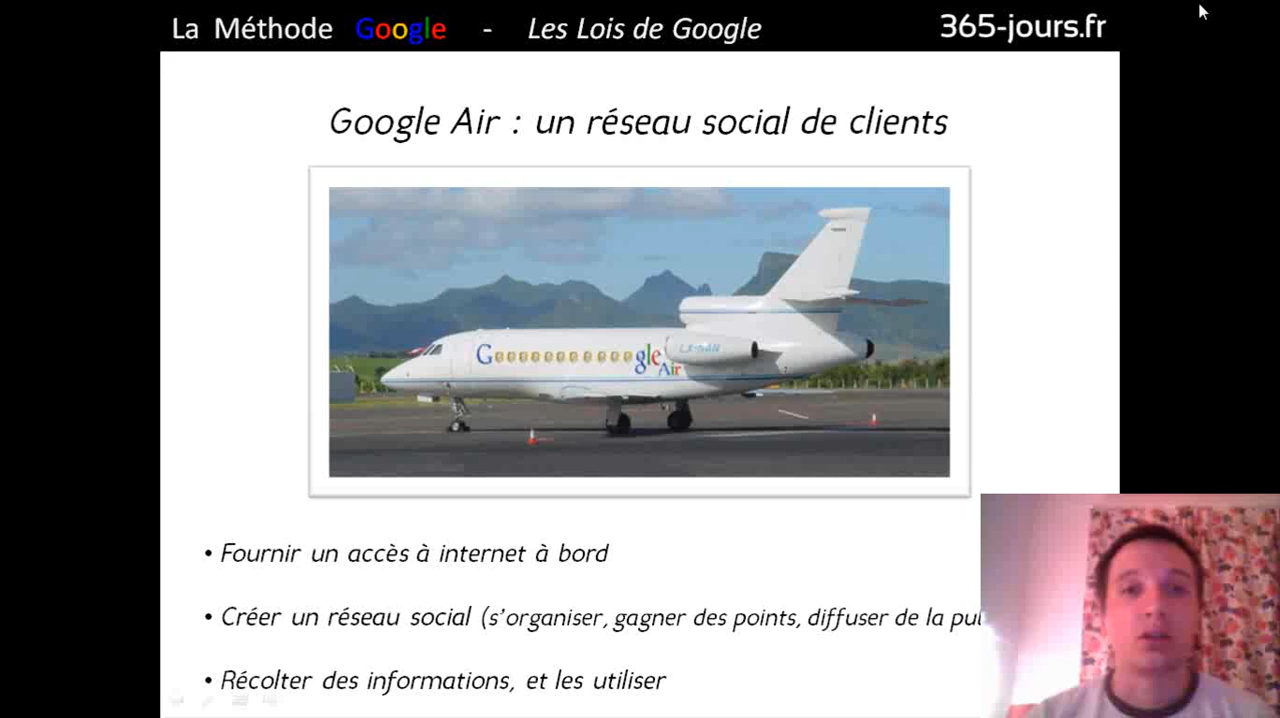 La Méthode Google - Les Lois de Google 365-jours.fr
Google Air : un réseau social de clients
Goooooooooogle
Air
• Fournir un accès à internet à bord
• Créer un réseau social (s'organiser, gagner des points, diffuser de la
• Récolter des informations, et les utiliser